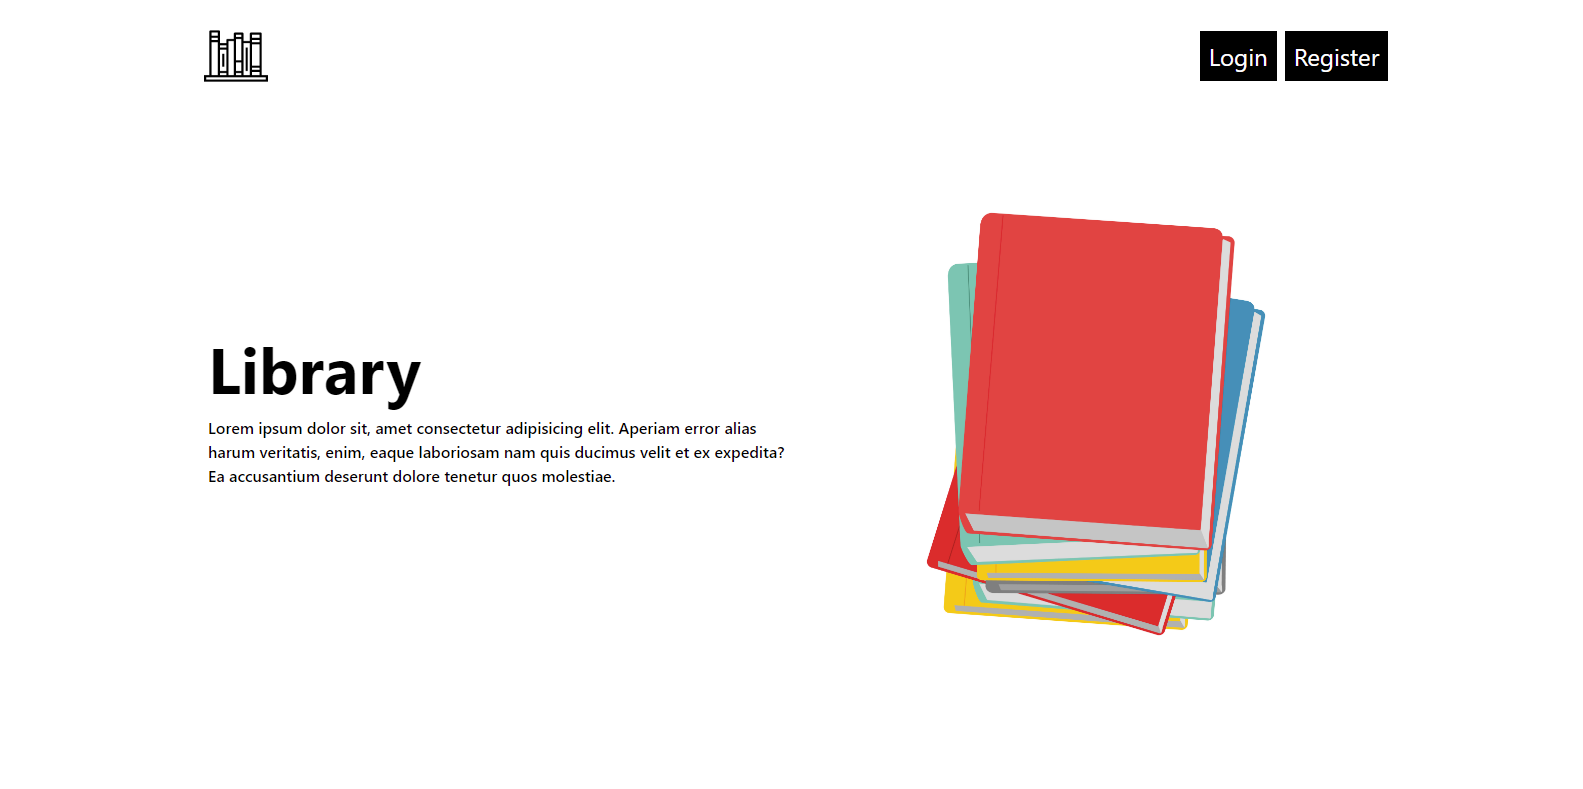 Login Register
Library
Lorem ipsum dolor sit, amet consectetur adipisicing elit. Aperiam error alias
harum veritatis, enim, eaque laboriosam nam quis ducimus velit et ex expedita?
Ea accusantium deserunt dolore tenetur quos molestiae.